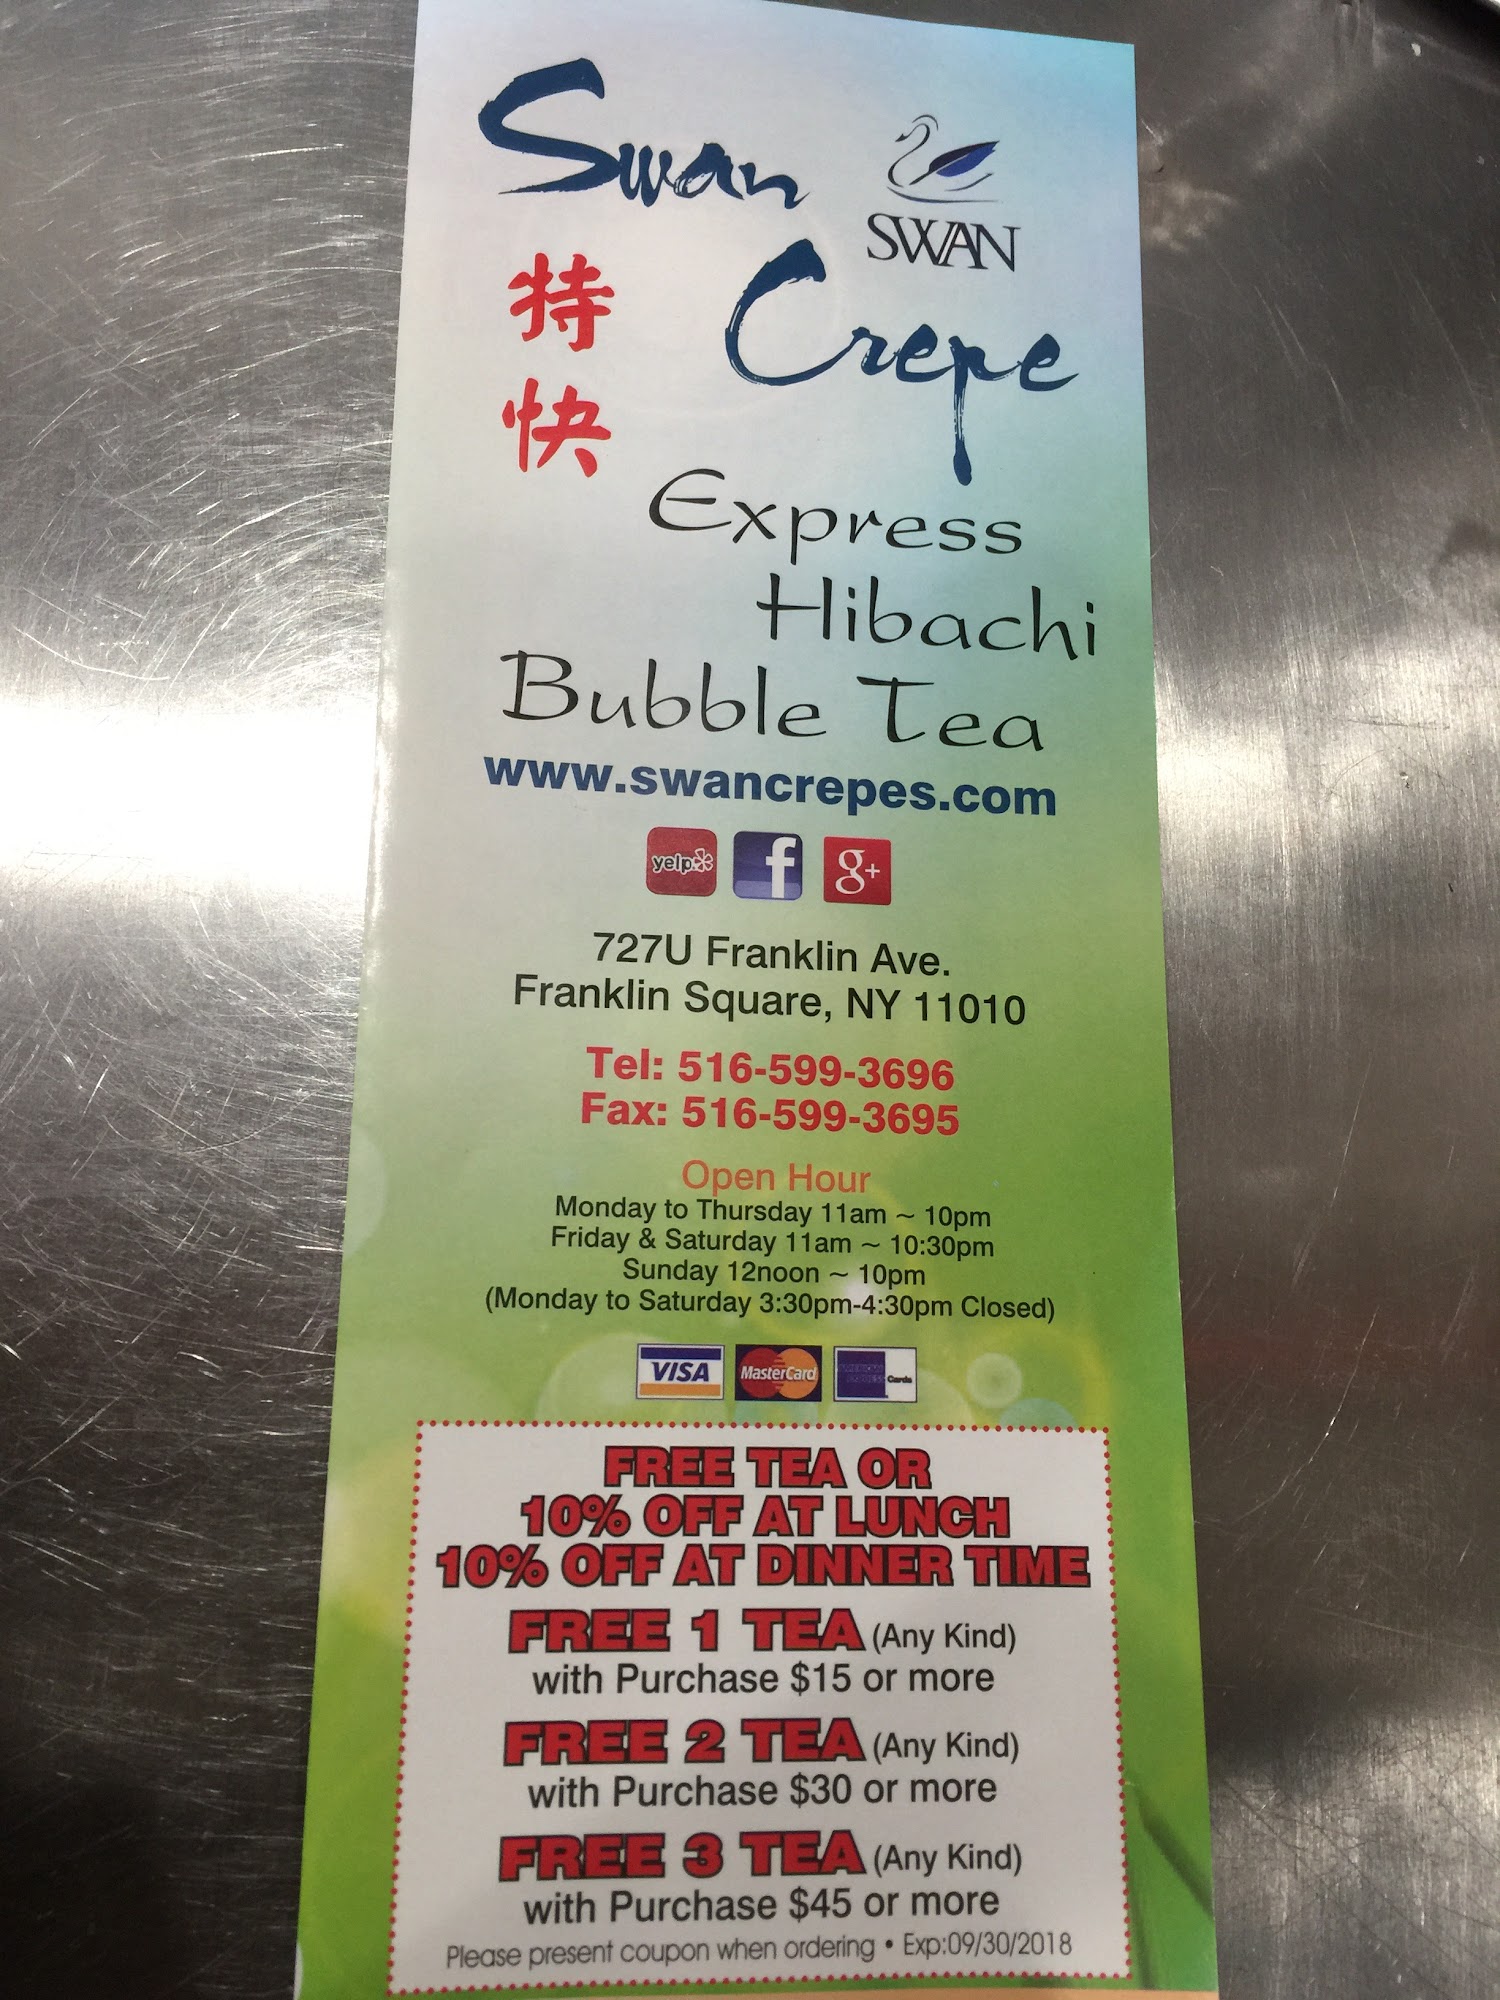 Swan
SWAN
特
快
Crepe
Express
Hibachi
Bubble Tea
www.swancrepes.com
yelp f g+
727U Franklin Ave.
Franklin Square, NY 11010
Tel: 516-599-3696
Fax: 516-599-3695
Open Hour
Monday to Thursday 11am ~ 10pm
Friday & Saturday 11am ~ 10:30pm
Sunday 12noon ~ 10pm
(Monday to Saturday 3:30pm-4:30pm Closed)
VISA MasterCard AMERICAN EXPRESS Cards
FREE TEA OR
10% OFF AT LUNCH
10% OFF AT DINNER TIME
FREE 1 TEA (Any Kind)
with Purchase $15 or more
FREE 2 TEA (Any Kind)
with Purchase $30 or more
FREE 3 TEA (Any Kind)
with Purchase $45 or more
Please present coupon when ordering • Exp:09/30/2018